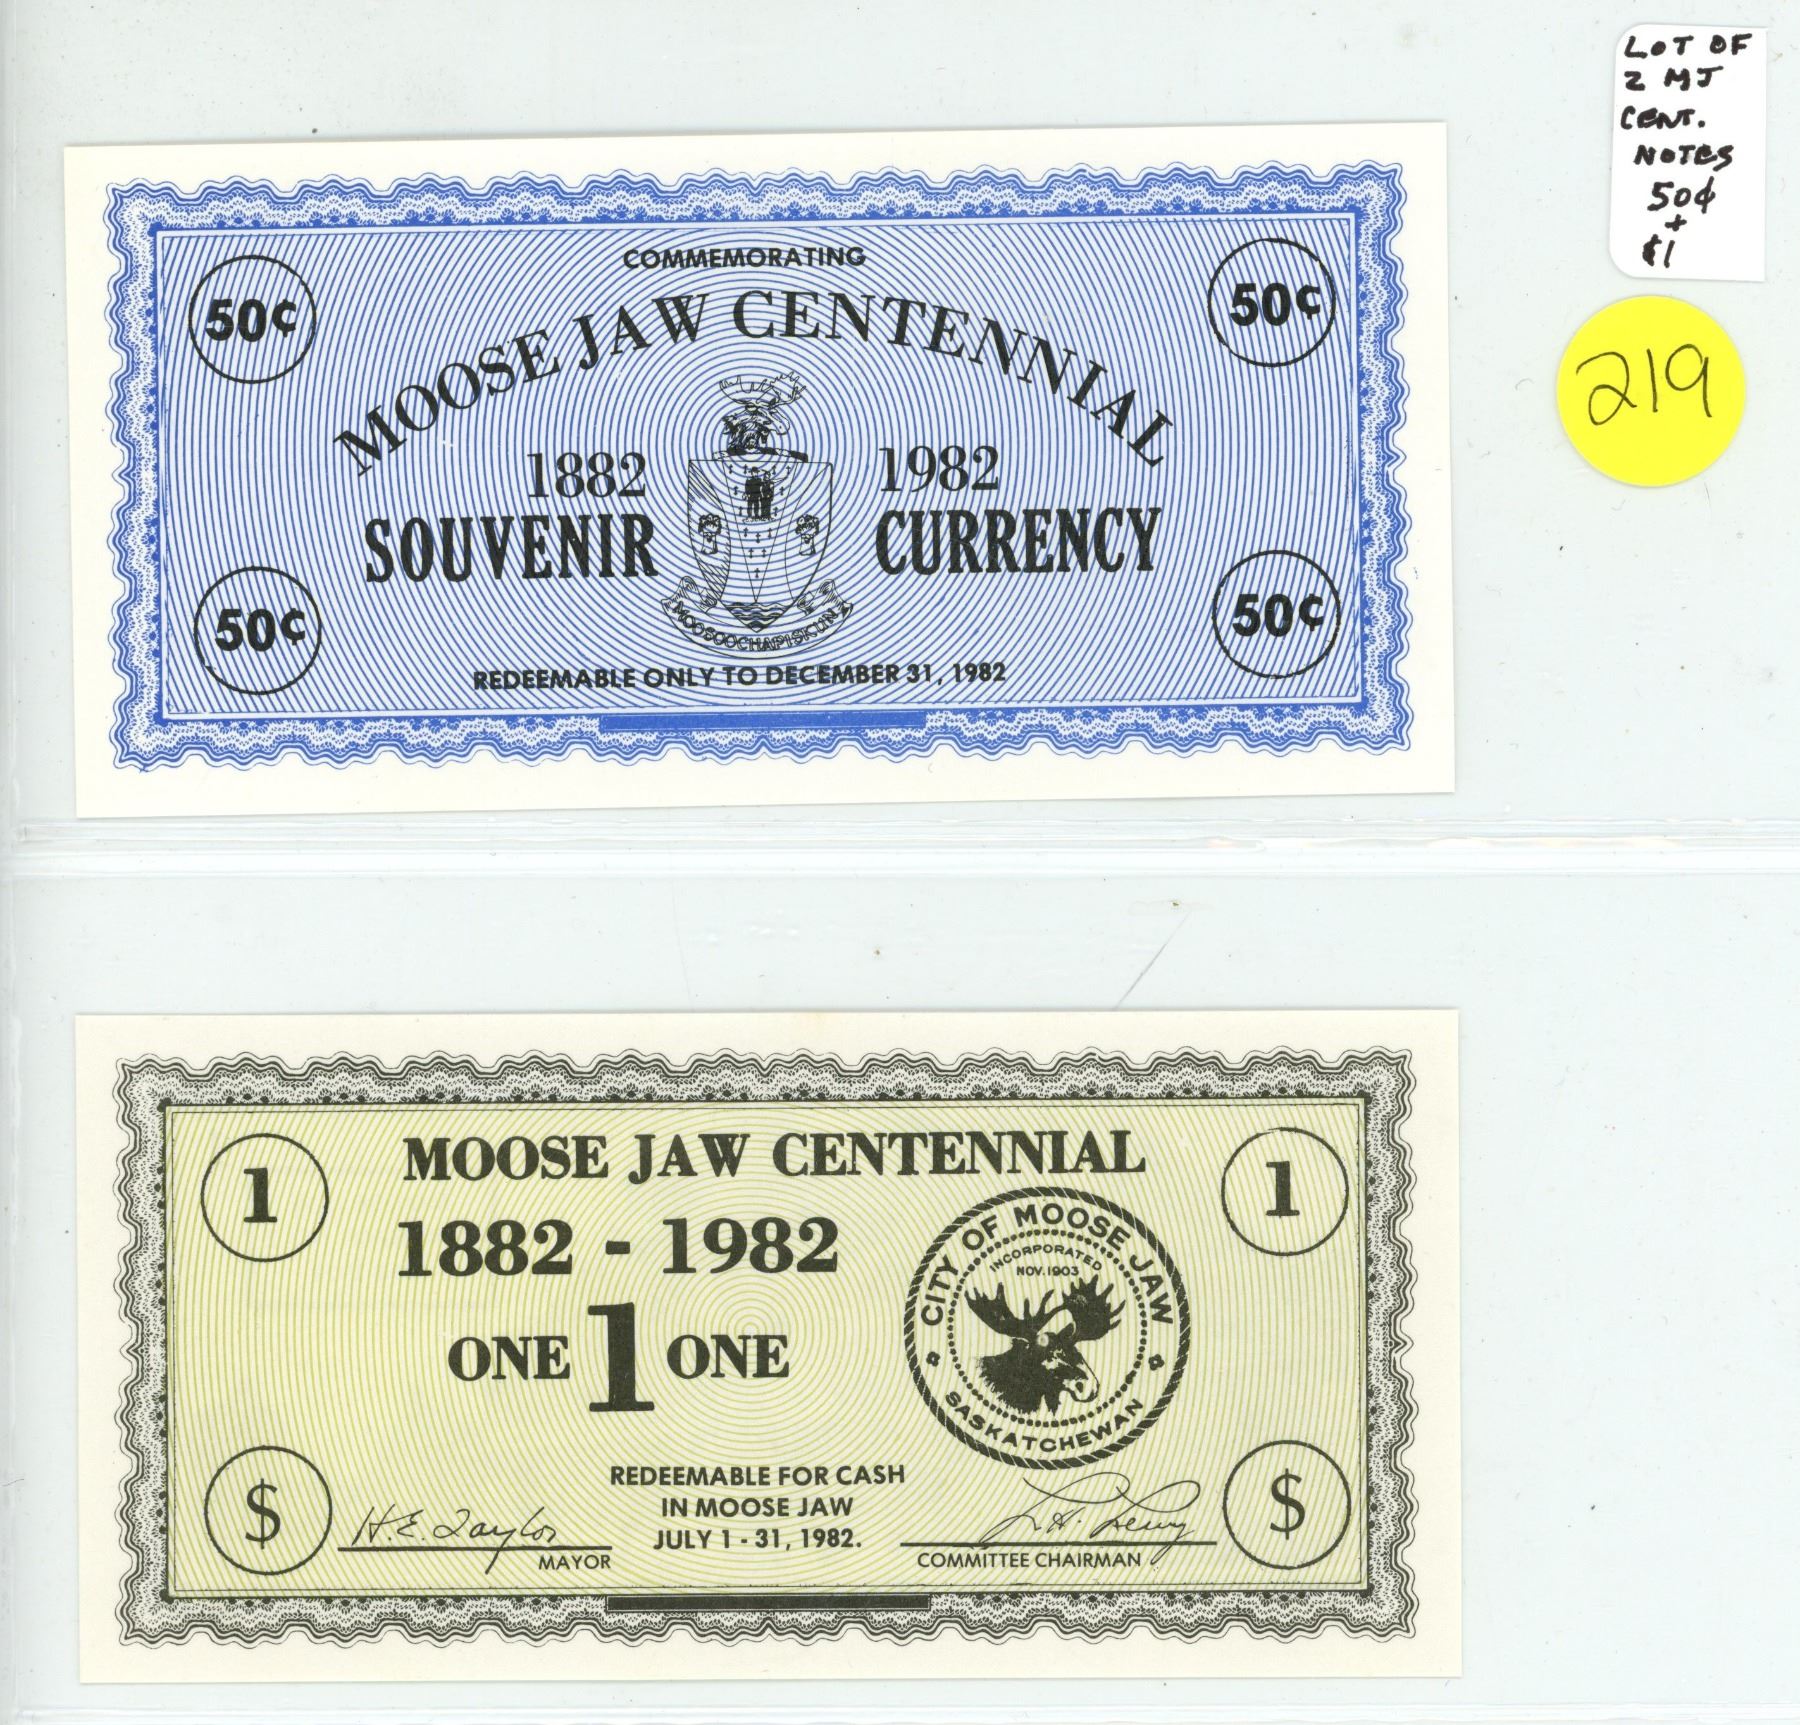 LOT OF
2 MJ
CENT.
NOTES
50¢
+
$1
219
COMMEMORATING
MOOSE JAW CENTENNIAL
50¢ 50¢
1882 1982
SOUVENIR CURRENCY
50¢ 50¢
MOOSOOCHAPISKUN
REDEEMABLE ONLY TO DECEMBER 31, 1982
MOOSE JAW CENTENNIAL
1 1
1882 - 1982
ONE 1 ONE
CITY OF MOOSE JAW
INCORPORATED
NOV. 1903
SASKATCHEWAN
REDEEMABLE FOR CASH
IN MOOSE JAW
JULY 1 - 31, 1982.
$ $
H.E. Taylor
MAYOR
COMMITTEE CHAIRMAN